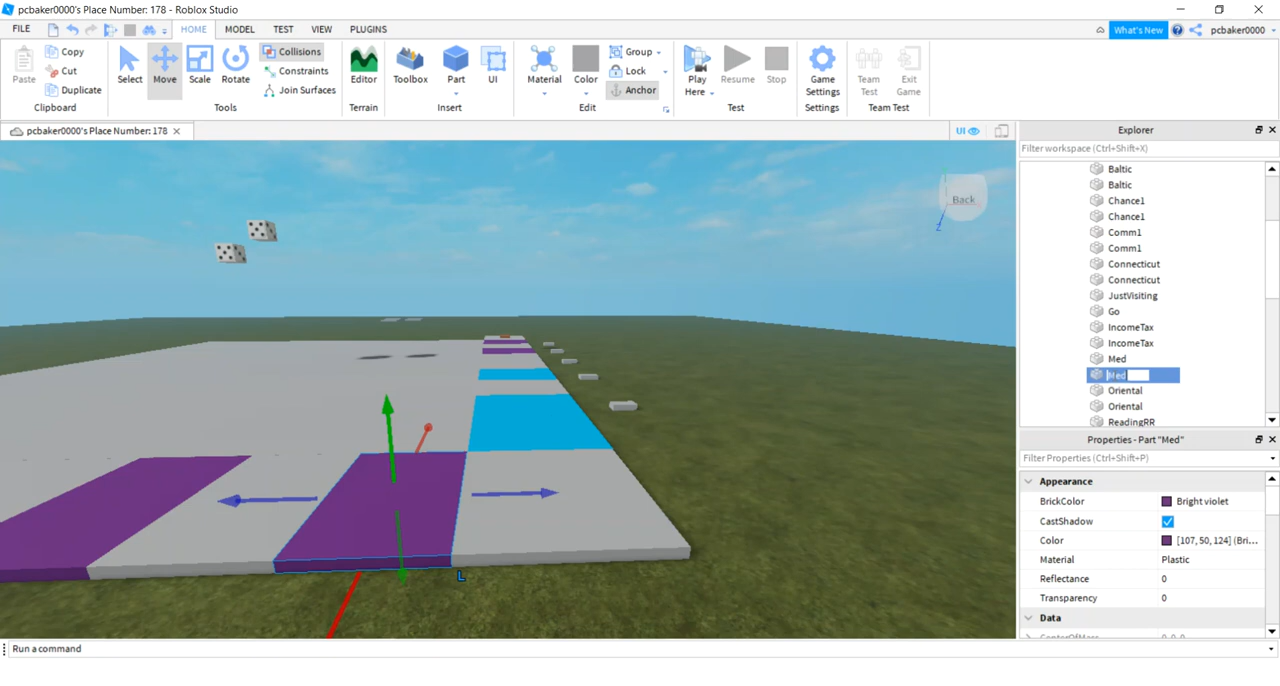 pcbaker0000's Place Number: 178 - Roblox Studio
FILE HOME MODEL TEST VIEW PLUGINS What's New pcbaker0000
Paste Copy Cut Duplicate Clipboard
Select Move Scale Rotate Collisions Constraints Join Surfaces Tools
Editor Terrain
Toolbox Part UI Insert
Material Color Group Lock Anchor Edit
Play Here Resume Stop Test
Game Settings Settings
Team Test Exit Game Team Test
pcbaker0000's Place Number: 178 UI
Back
Z
L
Explorer
Filter workspace (Ctrl+Shift+X)
Baltic
Baltic
Chance1
Chance1
Comm1
Comm1
Connecticut
Connecticut
JustVisiting
Go
IncomeTax
IncomeTax
Med
Med
Oriental
Oriental
ReadingRR
Properties - Part "Med"
Filter Properties (Ctrl+Shift+P)
Appearance
BrickColor Bright violet
CastShadow
Color [107, 50, 124] (Bri...
Material Plastic
Reflectance 0
Transparency 0
Data
CenterOfMass 0, 0, 0
Run a command